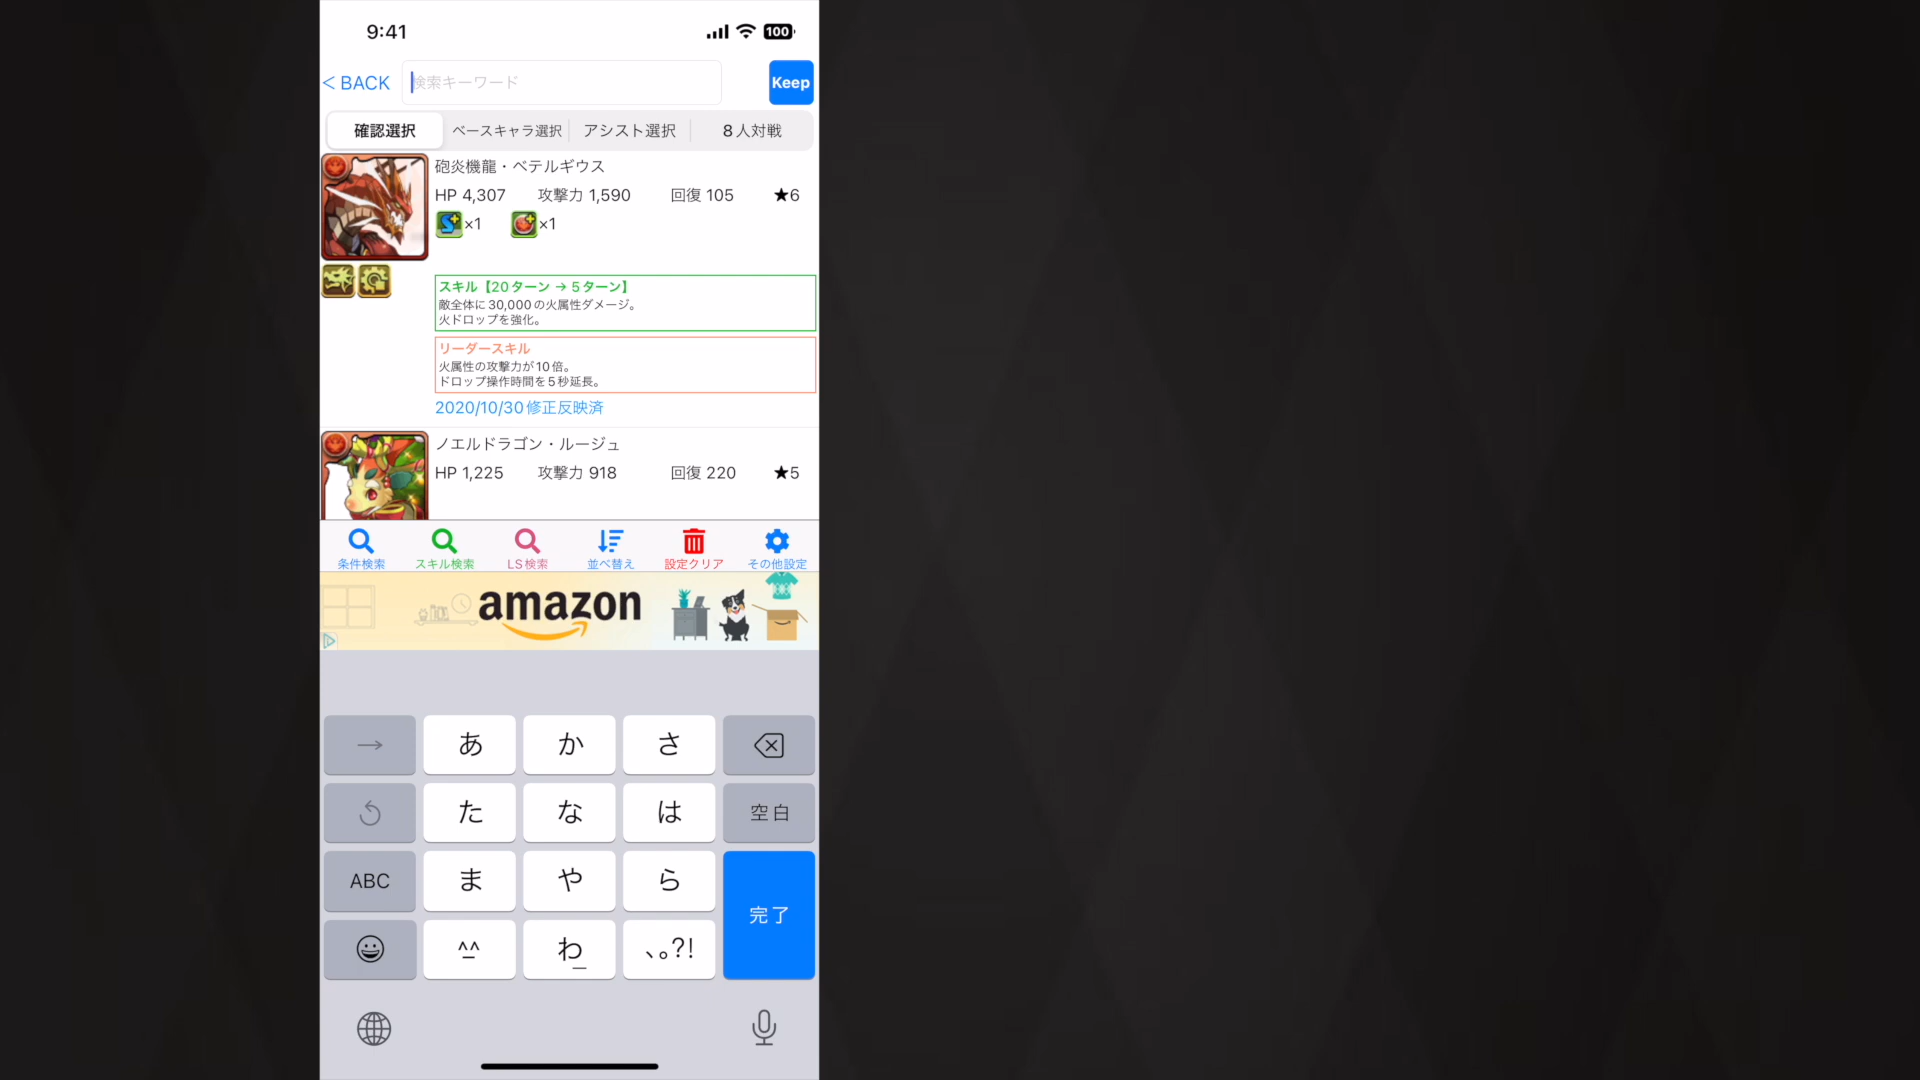 9:41
100
< BACK
検索キーワード
Keep
確認選択
ベースキャラ選択
アシスト選択
8人対戦
砲炎機龍・ベテルギウス
HP 4,307 攻撃力 1,590 回復 105 ★6
×1 ×1
スキル【20ターン → 5ターン】
敵全体に30,000の火属性ダメージ。
火ドロップを強化。
リーダースキル
火属性の攻撃力が10倍。
ドロップ操作時間を5秒延長。
2020/10/30修正反映済
ノエルドラゴン・ルージュ
HP 1,225 攻撃力 918 回復 220 ★5
条件検索 スキル検索 LS検索 並べ替え 設定クリア その他設定
amazon
→ あ か さ
た な は 空白
ABC ま や ら
完了
^^ わ 、。?!